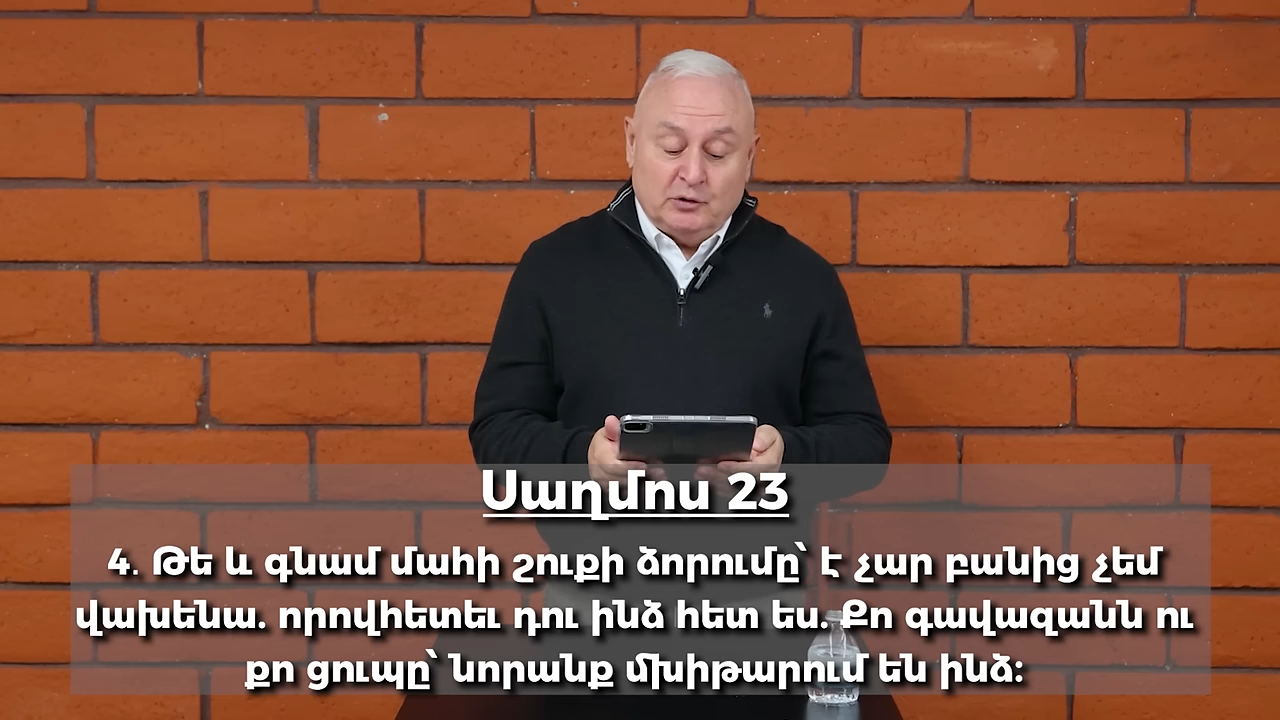 Սաղմոս 23
4. Թե և գնամ մահի շուքի ձորումը՝ է չար բանից չեմ
վախենա. որովհետեւ դու ինձ հետ ես. Քո գավազանն ու
քո ցուպը՝ նորանք մխիթարում են ինձ: